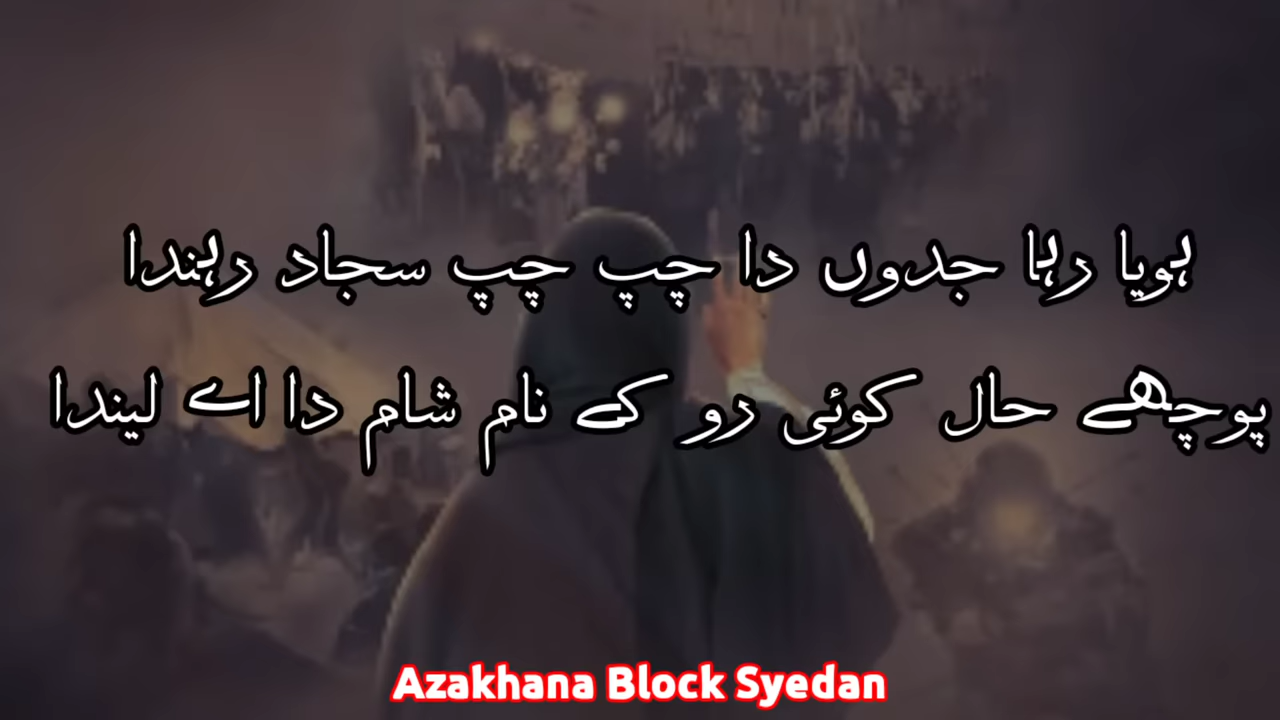 ہویا رہا جدوں دا چپ چپ سجاد رہندا
پوچھے حال کوئی رو کے نام شام دا اے لیندا
Azakhana Block Syedan